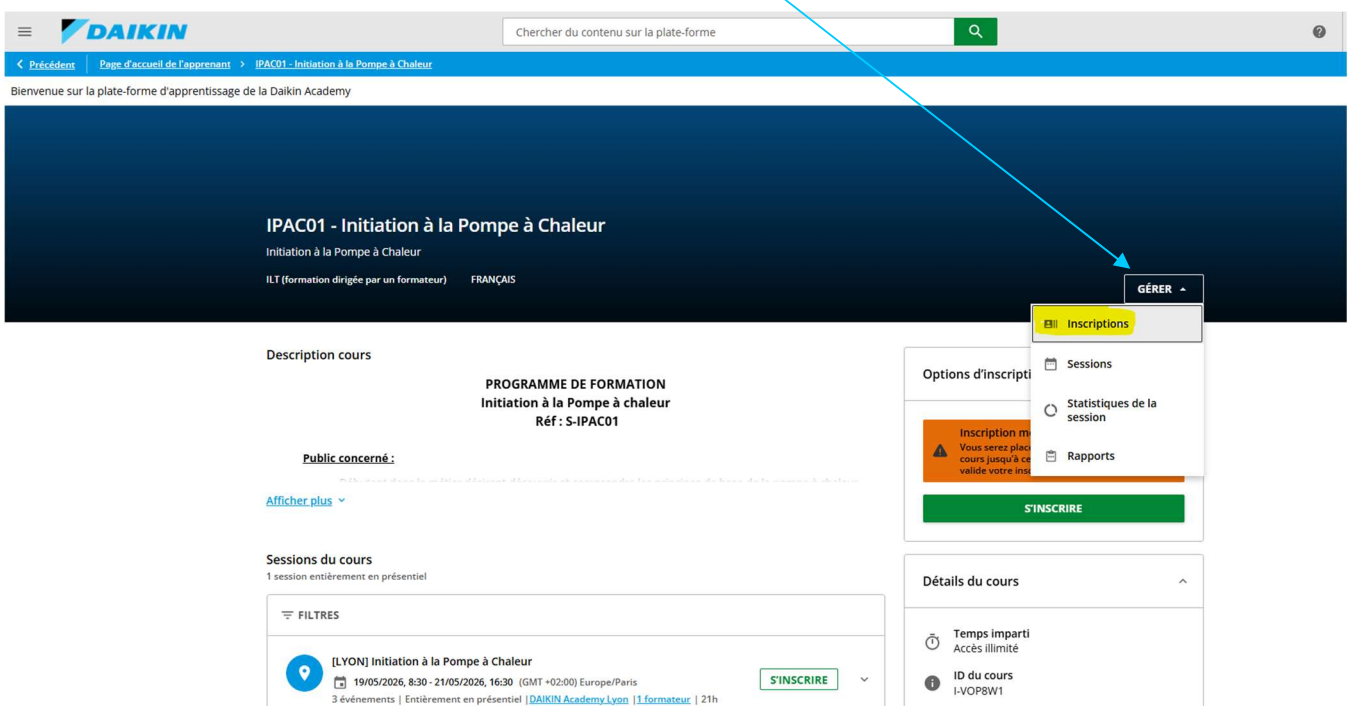 DAIKIN
Chercher du contenu sur la plate-forme
Précédent
Page d'accueil de l'apprenant > IPAC01 - Initiation à la Pompe à Chaleur
Bienvenue sur la plate-forme d'apprentissage de la Daikin Academy
IPAC01 - Initiation à la Pompe à Chaleur
Initiation à la Pompe à Chaleur
ILT (formation dirigée par un formateur) FRANÇAIS
GÉRER
Inscriptions
Sessions
Statistiques de la
session
Rapports
Description cours
PROGRAMME DE FORMATION
Initiation à la Pompe à chaleur
Réf : S-IPAC01
Public concerné :
Afficher plus
Options d'inscripti
Inscription m
Vous serez plac
cours jusqu'à ce
valide votre insc
S'INSCRIRE
Sessions du cours
1 session entièrement en présentiel
FILTRES
[LYON] Initiation à la Pompe à Chaleur
19/05/2026, 8:30 - 21/05/2026, 16:30 (GMT +02:00) Europe/Paris
3 événements | Entièrement en présentiel | DAIKIN Academy Lyon | 1 formateur | 21h
S'INSCRIRE
Détails du cours
Temps imparti
Accès illimité
ID du cours
I-VOP8W1